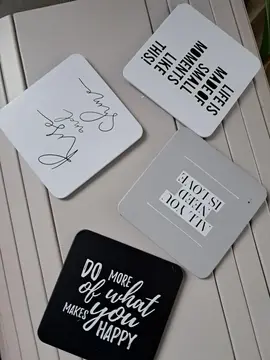 Rise
and
Shine
LIFE IS
MADE OF
SMALL
MOMENTS
LIKE
THIS!
ALL YOU
NEED
IS LOVE
DO MORE
of what
MAKES you
HAPPY